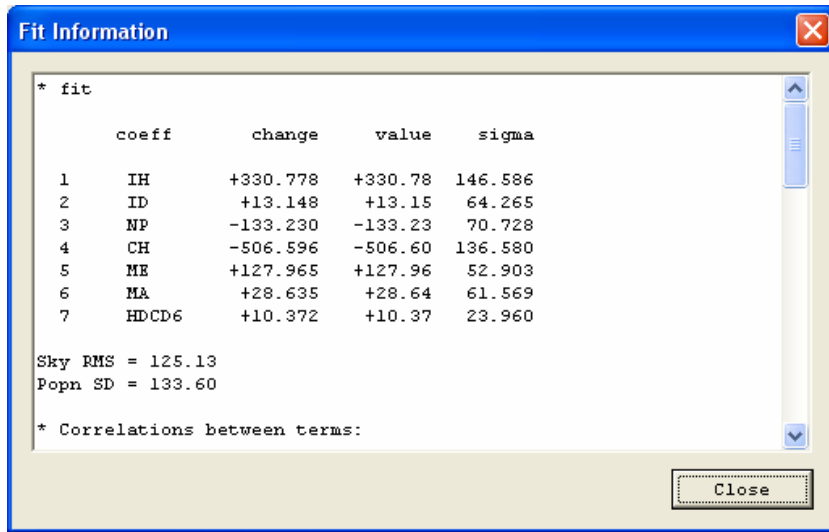 Fit Information
* fit
coeff change value sigma
1 IH +330.778 +330.78 146.586
2 ID +13.148 +13.15 64.265
3 NP -133.230 -133.23 70.728
4 CH -506.596 -506.60 136.580
5 ME +127.965 +127.96 52.903
6 MA +28.635 +28.64 61.569
7 HDCD6 +10.372 +10.37 23.960
Sky RMS = 125.13
Popn SD = 133.60
* Correlations between terms:
Close